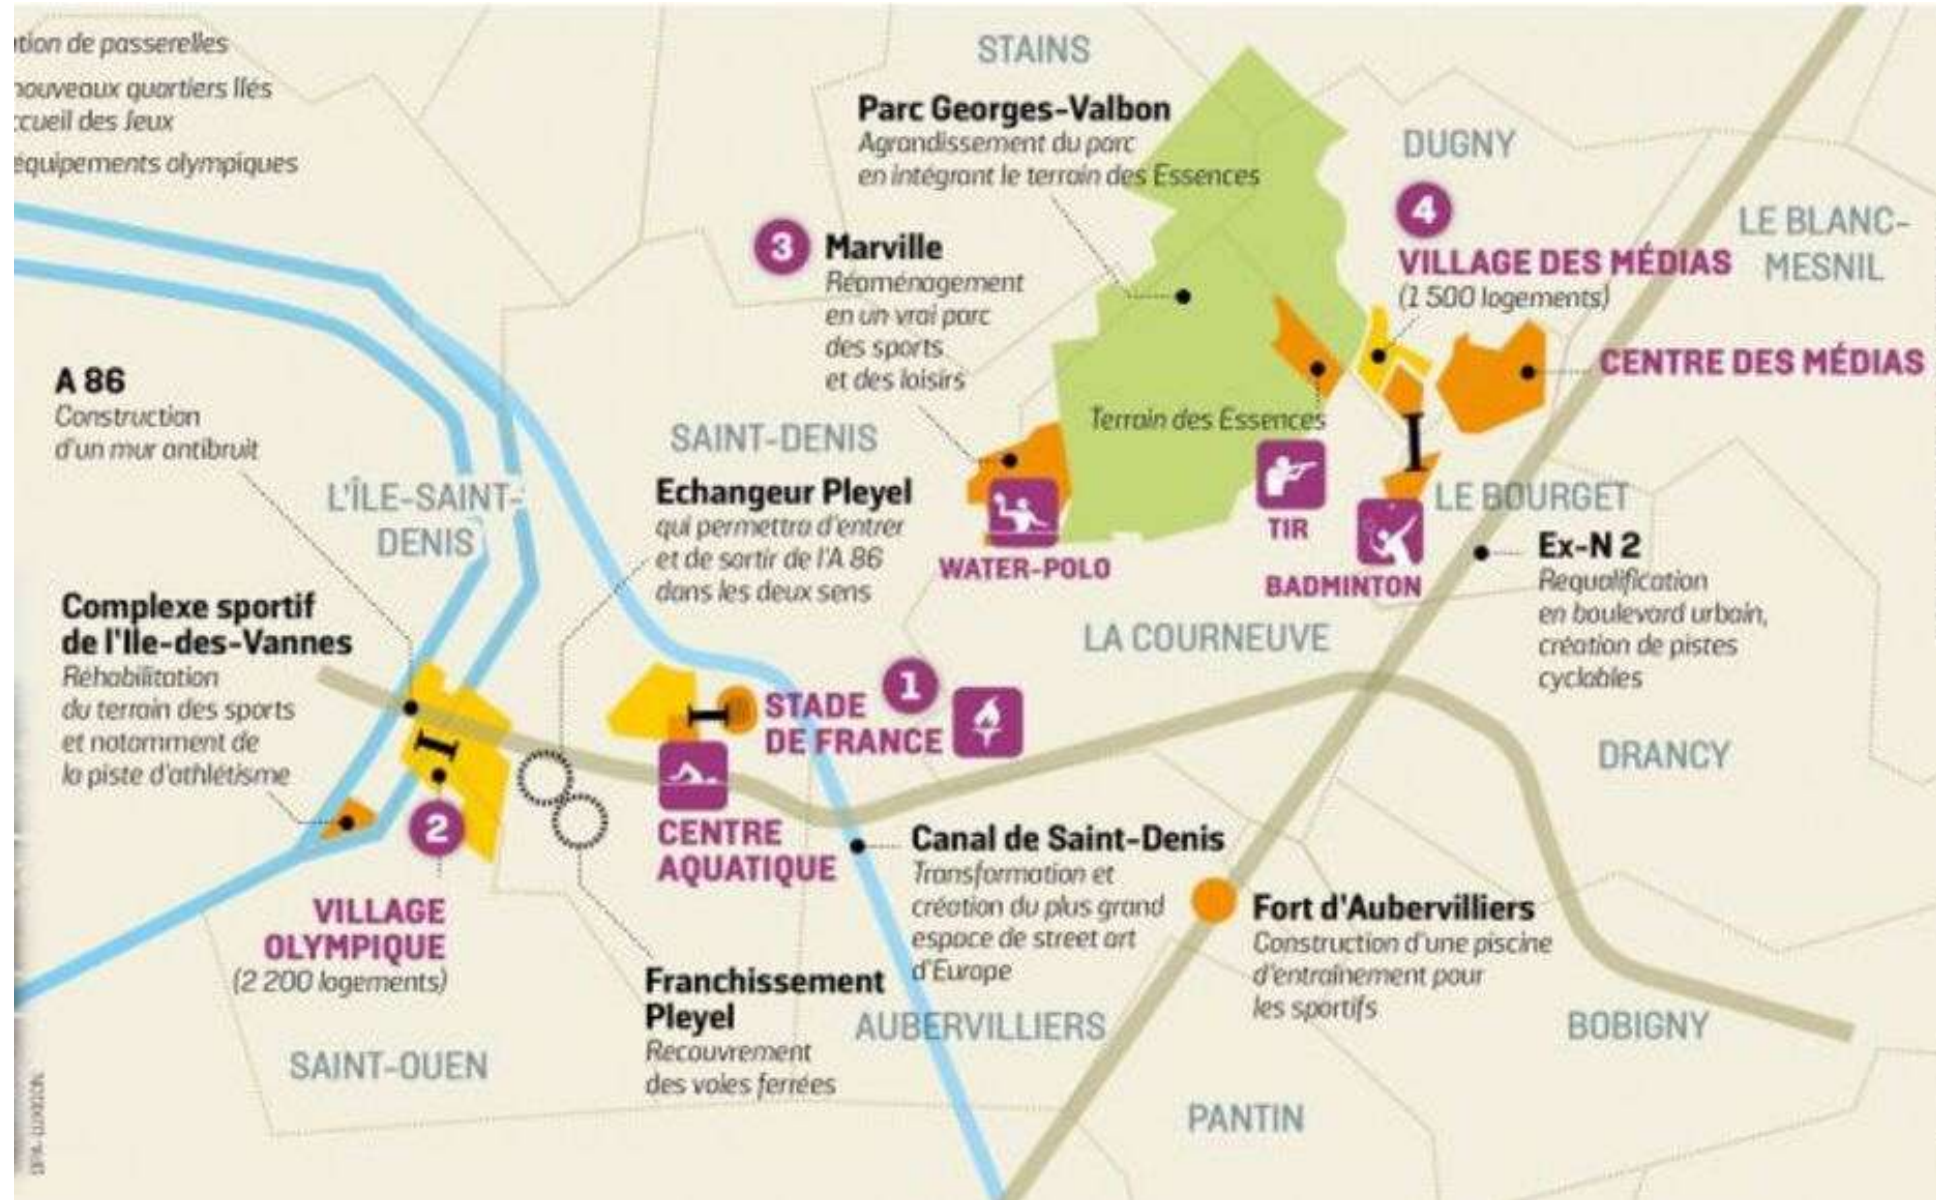 tion de passerelles
nouveaux quartiers liés
ccueil des Jeux
équipements olympiques
STAINS
Parc Georges-Valbon
Agrandissement du parc
en intégrant le terrain des Essences
DUGNY
4
VILLAGE DES MÉDIAS
(1 500 logements)
LE BLANC-
MESNIL
3
Marville
Réaménagement
en un vrai parc
des sports
et des loisirs
CENTRE DES MÉDIAS
A 86
Construction
d'un mur antibruit
L'ÎLE-SAINT-
DENIS
SAINT-DENIS
Echangeur Pleyel
qui permettra d'entrer
et de sortir de l'A 86
dans les deux sens
Terrain des Essences
WATER-POLO
TIR
BADMINTON
LE BOURGET
Ex-N 2
Requalification
en boulevard urbain,
création de pistes
cyclables
Complexe sportif
de l'Ile-des-Vannes
Réhabilitation
du terrain des sports
et notamment de
la piste d'athlétisme
LA COURNEUVE
1
STADE
DE FRANCE
DRANCY
2
VILLAGE
OLYMPIQUE
(2 200 logements)
CENTRE
AQUATIQUE
Canal de Saint-Denis
Transformation et
création du plus grand
espace de street art
d'Europe
Fort d'Aubervilliers
Construction d'une piscine
d'entraînement pour
les sportifs
Franchissement
Pleyel
Recouvrement
des voies ferrées
AUBERVILLIERS
BOBIGNY
SAINT-OUEN
PANTIN